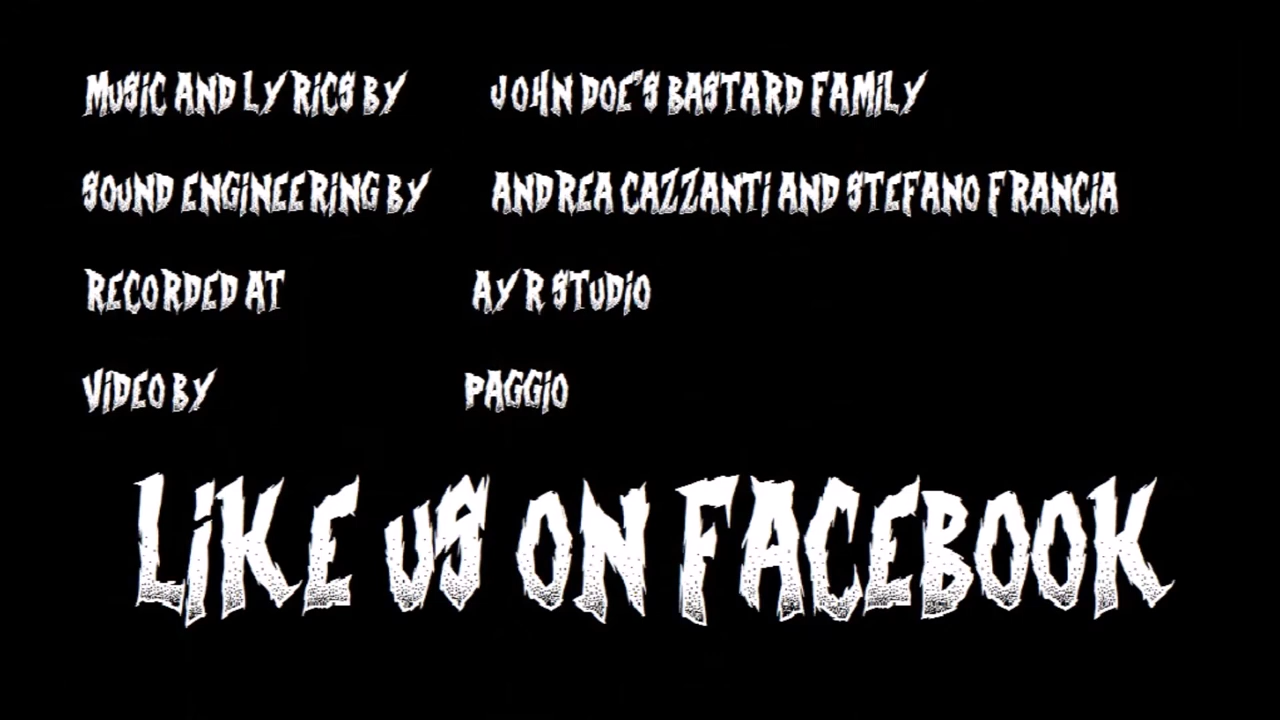 MUSIC AND LYRICS BY JOHN DOE'S BASTARD FAMILY
SOUND ENGINEERING BY ANDREA CAZZANTI AND STEFANO FRANCIA
RECORDED AT AYR STUDIO
VIDEO BY PAGGIO
LIKE US ON FACEBOOK